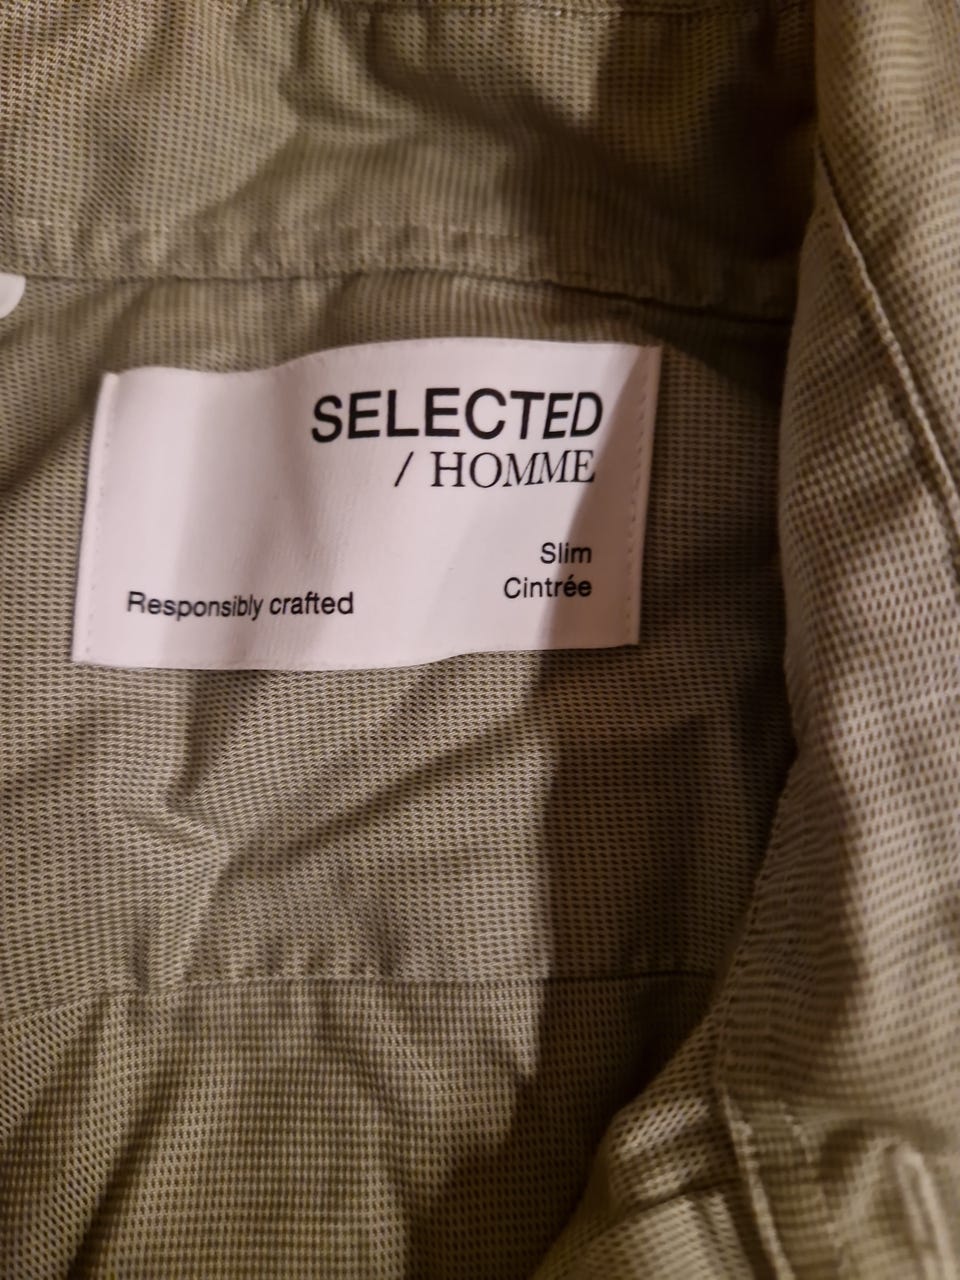 SELECTED
/ HOMME
Slim
Cintrée
Responsibly crafted